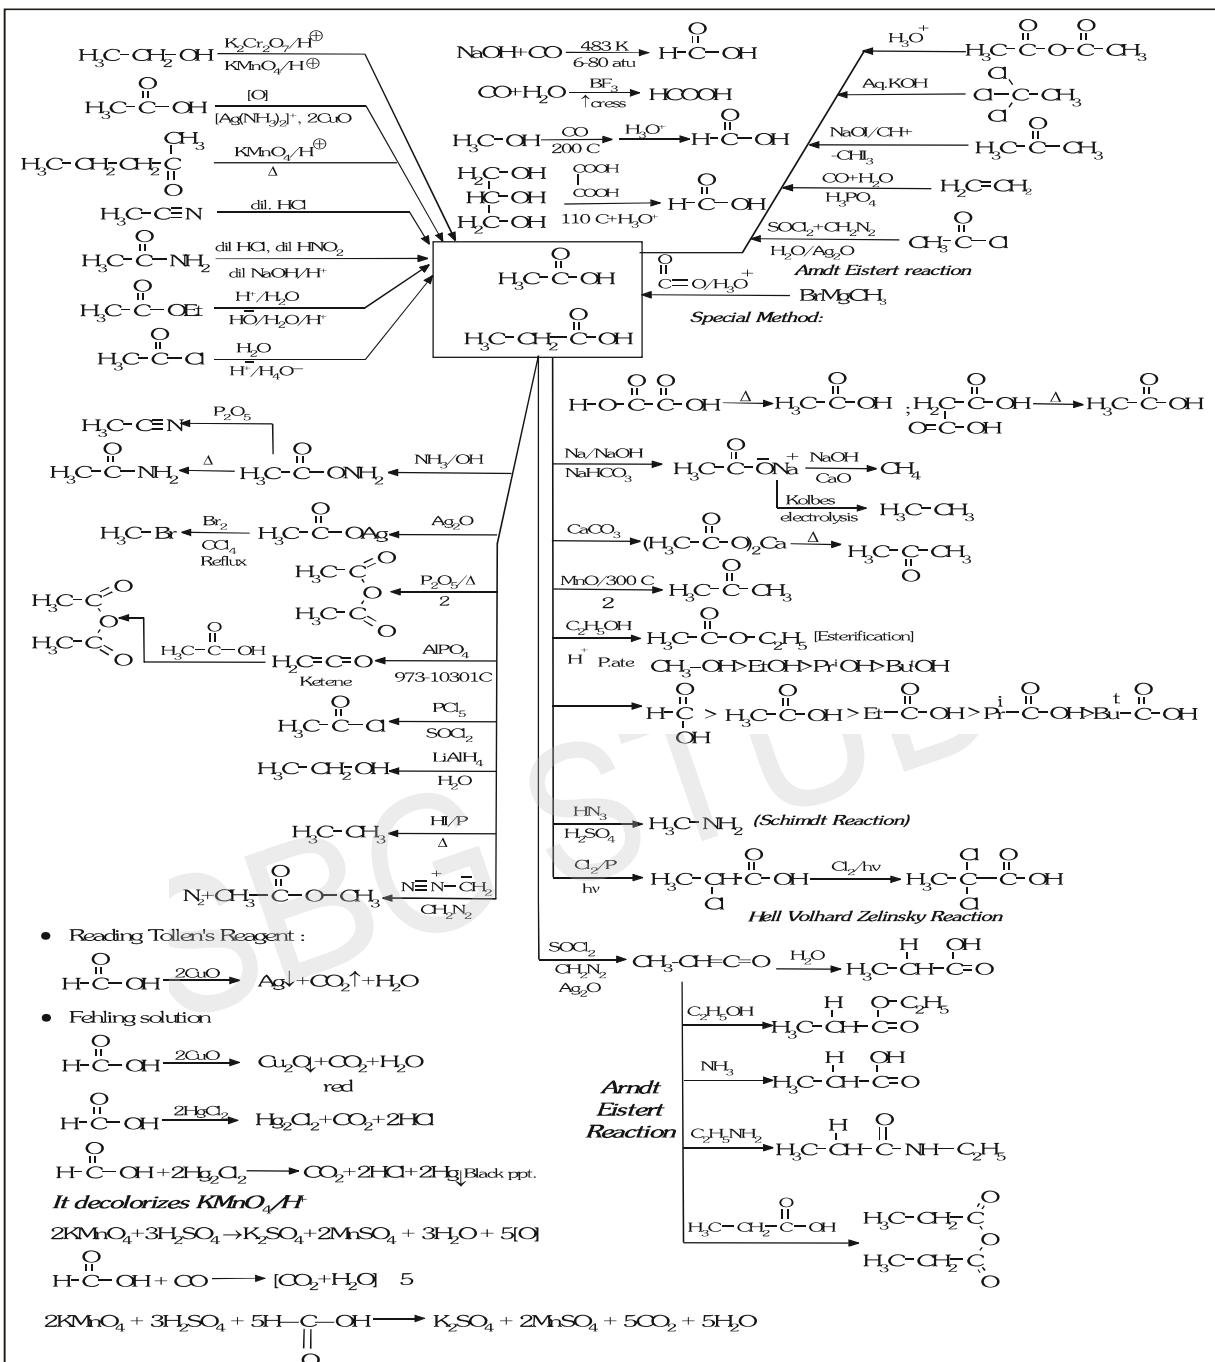 H₃C-CH₂-OH K₂Cr₂O₇/H⊕ KMnO₄/H⊕
H₃C-C(=O)-OH [O] [Ag(NH₃)₂]⁺, 2CuO
H₃C-CH₂-CH₂-C(=O)-CH₃ KMnO₄/H⊕ Δ
H₃C-C≡N dil. HCl
H₃C-C(=O)-NH₂ dil HCl, dil HNO₂ dil NaOH/H⁺
H₃C-C(=O)-OEt H⁺/H₂O HO̅/H₂O/H⁺
H₃C-C(=O)-Cl H₂O H⁺/H₄O⁻
NaOH+CO 483 K 6-80 atu H-C(=O)-OH
CO+H₂O BF₃ ↑cress HCOOH
H₃C-OH CO 200 C H₃O⁺ H-C(=O)-OH
H₂C-OH HC-OH H₂C-OH COOH COOH 110 C+H₃O⁺ H-C(=O)-OH
H₃O⁺ H₃C-C(=O)-O-C(=O)-CH₃
Aq.KOH Cl Cl Cl C-CH₃
NaOI/CH+ -CHI₃ H₃C-C(=O)-CH₃
CO+H₂O H₃PO₄ H₂C=CH₂
SOCl₂+CH₂N₂ H₂O/Ag₂O CH₃-C(=O)-Cl
Arndt Eistert reaction
O=C=O/H₃O⁺ BrMgCH₃
Special Method:
H₃C-C(=O)-OH
H₃C-CH₂-C(=O)-OH
H-O-C(=O)-C(=O)-OH Δ H₃C-C(=O)-OH ; H₂C-C(=O)-OH O=C-OH Δ H₃C-C(=O)-OH
H₃C-C≡N P₂O₅
H₃C-C(=O)-NH₂ Δ H₃C-C(=O)-ONH₂ NH₃/OH
H₃C-Br Br₂ CCl₄ Reflux H₃C-C(=O)-OAg Ag₂O
H₃C-C(=O)-O-C(=O)-CH₃ P₂O₅/Δ 2
H₃C-C(=O)-O-C(=O)-CH₃ H₃C-C(=O)-OH H₂C=C=O Ketene AlPO₄ 973-10301C
H₃C-C(=O)-Cl PCl₅ SOCl₂
H₃C-CH₂-OH LiAlH₄ H₂O
H₃C-CH₃ HI/P Δ
N₂+CH₃-C(=O)-O-CH₃ N≡N⁺-C̅H₂ CH₂N₂
Na/NaOH NaHCO₃ H₃C-C(=O)-O̅Na⁺ NaOH CaO CH₄
Kolbes electrolysis H₃C-CH₃
CaCO₃ (H₃C-C(=O)-O)₂Ca Δ H₃C-C(=O)-CH₃
MnO/300 C 2 H₃C-C(=O)-CH₃
C₂H₅OH H⁺ H₃C-C(=O)-O-C₂H₅ [Esterification]
P.ate CH₃-OH>EtOH>PrⁱOH>BuᵗOH
H-C(=O)-OH > H₃C-C(=O)-OH > Et-C(=O)-OH > Prⁱ-C(=O)-OH > Buᵗ-C(=O)-OH
HN₃ H₂SO₄ H₃C-NH₂ (Schimdt Reaction)
Cl₂/P hν H₃C-CH(Cl)-C(=O)-OH Cl₂/hν H₃C-C(Cl)(Cl)-C(=O)-OH
Hell Volhard Zelinsky Reaction
SOCl₂ CH₂N₂ Ag₂O CH₃-CH=C=O H₂O H₃C-CH(H)-C(OH)=O
C₂H₅OH H₃C-CH(H)-C(O-C₂H₅)=O
NH₃ H₃C-CH(H)-C(OH)=O
C₂H₅NH₂ H₃C-CH(H)-C(=O)-NH-C₂H₅
H₃C-CH₂-C(=O)-OH H₃C-CH₂-C(=O)-O-C(=O)-CH₂-H₃C
Arndt
Eistert
Reaction
• Reading Tollen's Reagent :
H-C(=O)-OH 2CuO Ag↓+CO₂↑+H₂O
• Fehling solution
H-C(=O)-OH 2CuO Cu₂O↓+CO₂+H₂O
red
H-C(=O)-OH 2HgCl₂ Hg₂Cl₂+CO₂+2HCl
H-C(=O)-OH+2Hg₂Cl₂ → CO₂+2HCl+2Hg↓Black ppt.
It decolorizes KMnO₄/H⁺
2KMnO₄+3H₂SO₄→K₂SO₄+2MnSO₄ + 3H₂O + 5[O]
H-C(=O)-OH + CO → [CO₂+H₂O] 5
2KMnO₄ + 3H₂SO₄ + 5H-C(=O)-OH → K₂SO₄ + 2MnSO₄ + 5CO₂ + 5H₂O